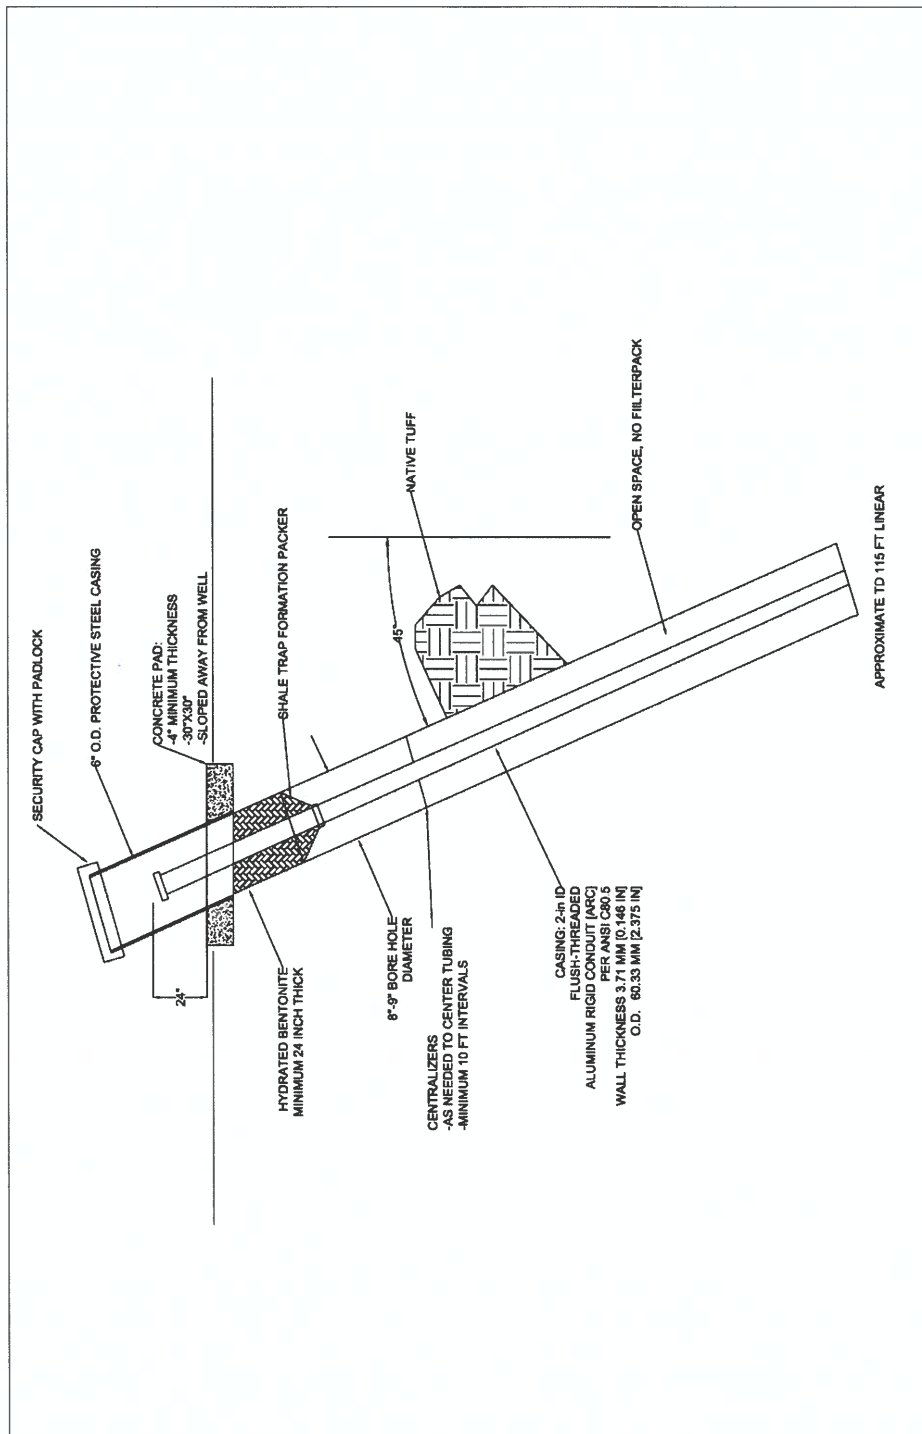 SECURITY CAP WITH PADLOCK
6" O.D. PROTECTIVE STEEL CASING
CONCRETE PAD:
-4" MINIMUM THICKNESS
-30"X30"
-SLOPED AWAY FROM WELL
24"
HYDRATED BENTONITE
MINIMUM 24 INCH THICK
SHALE TRAP FORMATION PACKER
8"-9" BORE HOLE
DIAMETER
45°
NATIVE TUFF
CENTRALIZERS
-AS NEEDED TO CENTER TUBING
-MINIMUM 10 FT INTERVALS
CASING: 2-in ID
FLUSH-THREADED
ALUMINUM RIGID CONDUIT [ARC]
PER ANSI C80.5
WALL THICKNESS 3.71 MM [0.146 IN]
O.D. 60.33 MM [2.375 IN]
OPEN SPACE, NO FIILTERPACK
APPROXIMATE TD 115 FT LINEAR